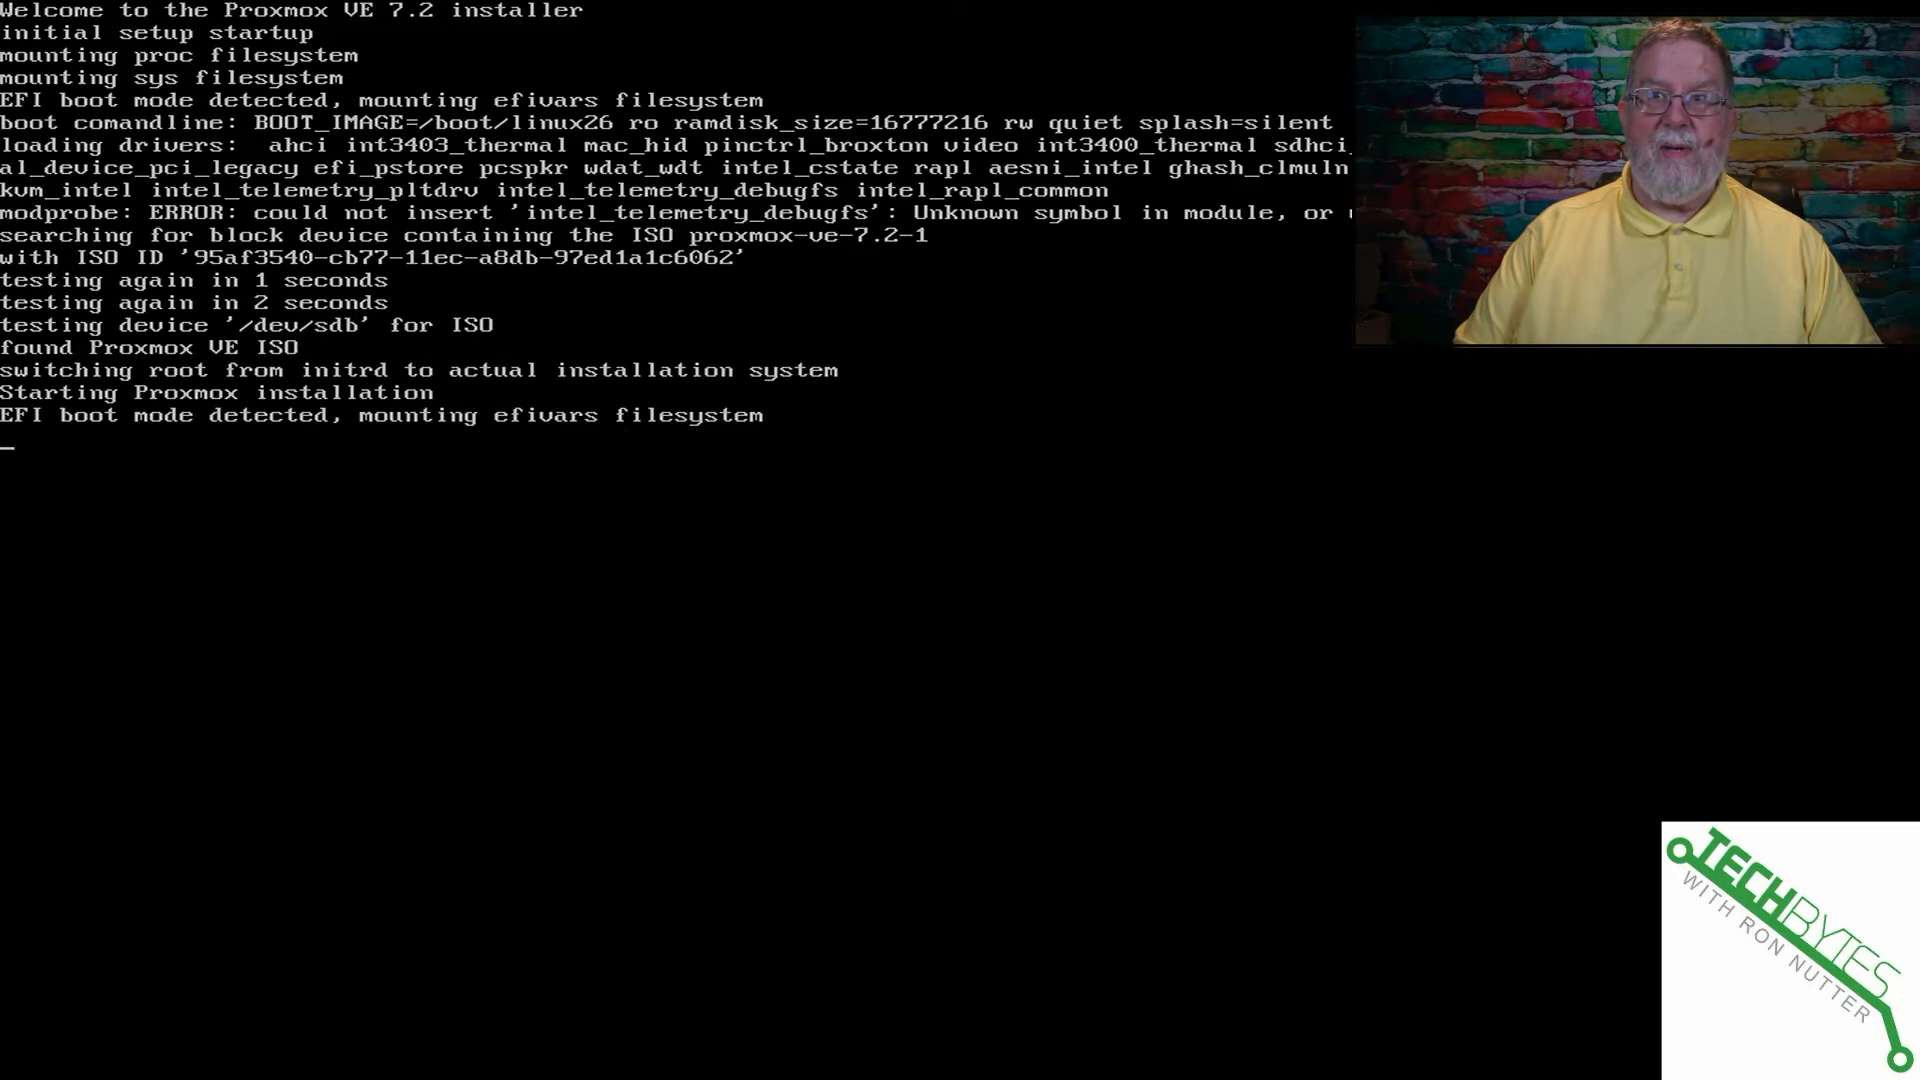 Welcome to the Proxmox VE 7.2 installer
initial setup startup
mounting proc filesystem
mounting sys filesystem
EFI boot mode detected, mounting efivars filesystem
boot comandline: BOOT_IMAGE=/boot/linux26 ro ramdisk_size=16777216 rw quiet splash=silent
loading drivers:  ahci int3403_thermal mac_hid pinctrl_broxton video int3400_thermal sdhci
al_device_pci_legacy efi_pstore pcspkr wdat_wdt intel_cstate rapl aesni_intel ghash_clmuln
kvm_intel intel_telemetry_pltdrv intel_telemetry_debugfs intel_rapl_common
modprobe: ERROR: could not insert 'intel_telemetry_debugfs': Unknown symbol in module, or
searching for block device containing the ISO proxmox-ve-7.2-1
with ISO ID '95af3540-cb77-11ec-a8db-97ed1a1c6062'
testing again in 1 seconds
testing again in 2 seconds
testing device '/dev/sdb' for ISO
found Proxmox VE ISO
switching root from initrd to actual installation system
Starting Proxmox installation
EFI boot mode detected, mounting efivars filesystem
TECHBYTES
WITH RON NUTTER